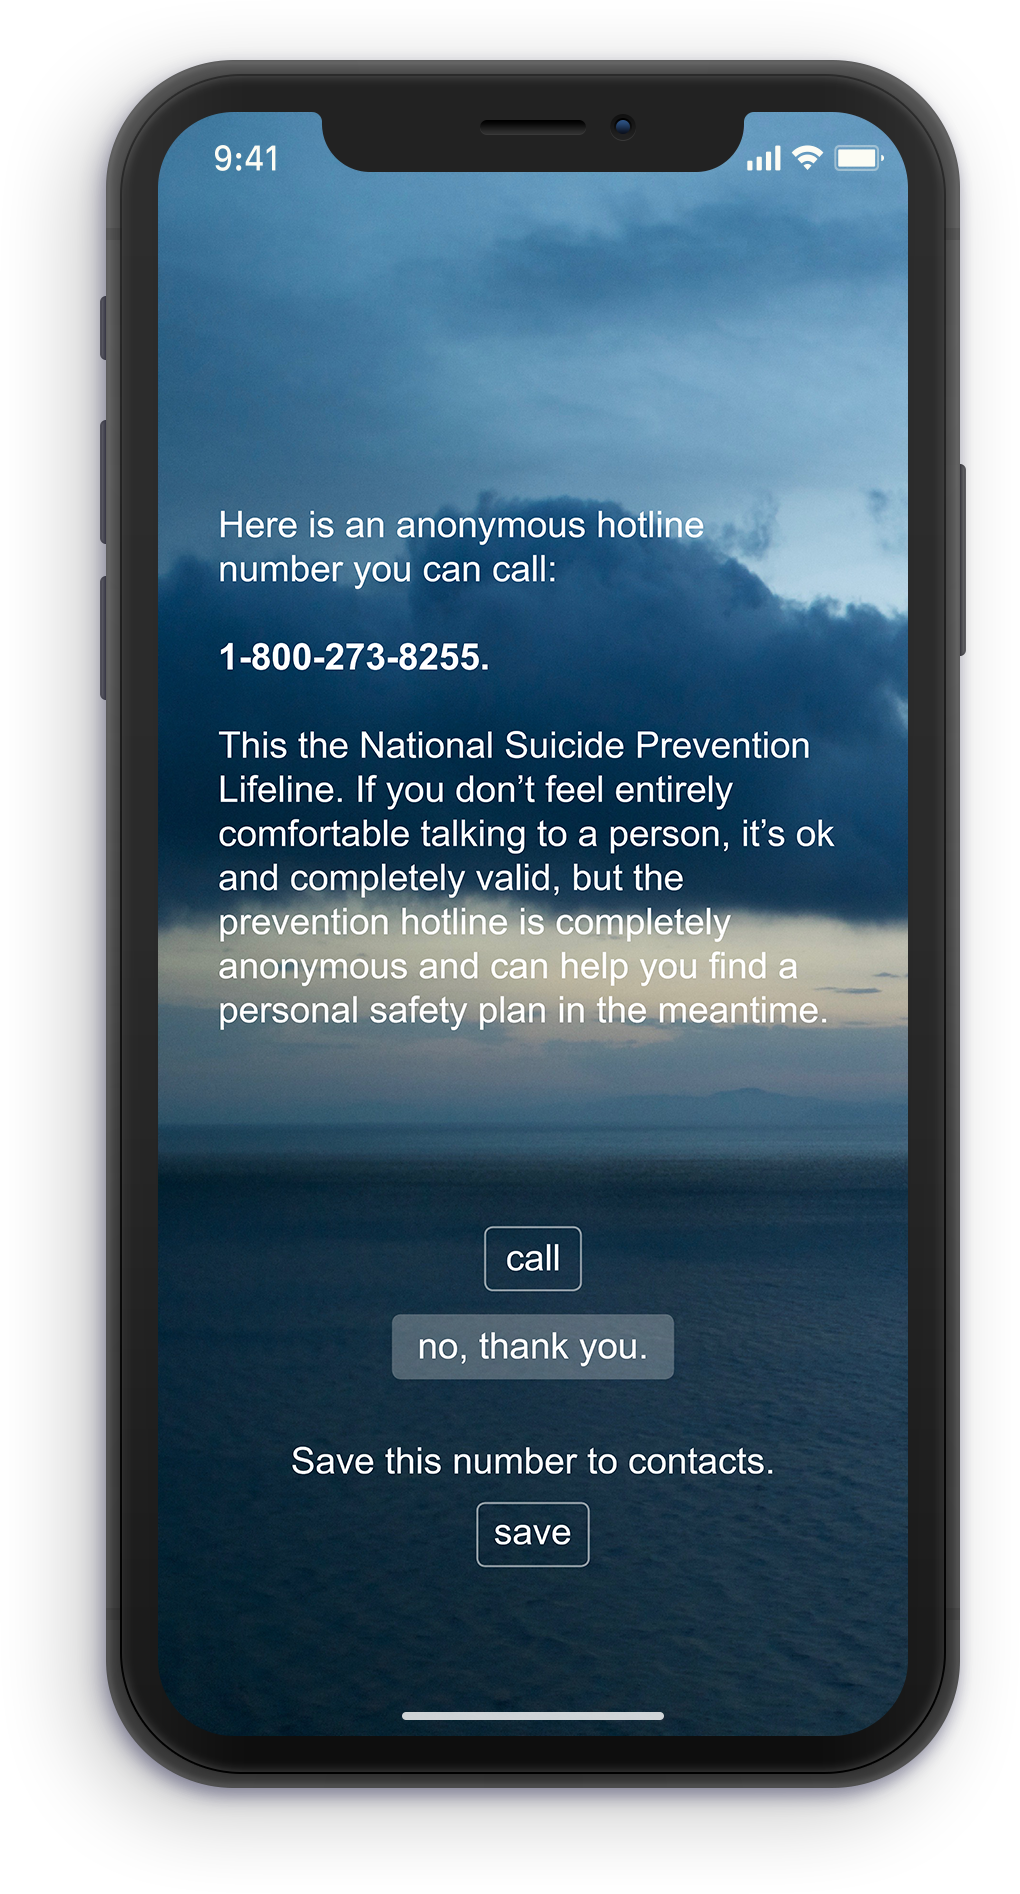 9:41
Here is an anonymous hotline
number you can call:
1-800-273-8255.
This the National Suicide Prevention
Lifeline. If you don’t feel entirely
comfortable talking to a person, it’s ok
and completely valid, but the
prevention hotline is completely
anonymous and can help you find a
personal safety plan in the meantime.
call
no, thank you.
Save this number to contacts.
save